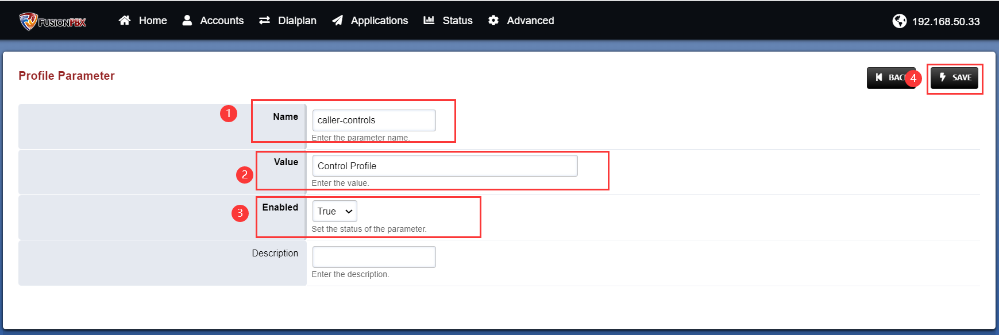 FUSIONPBX Home Accounts Dialplan Applications Status Advanced 192.168.50.33
Profile Parameter
BAC 4 SAVE
1 Name caller-controls
Enter the parameter name.
2 Value Control Profile
Enter the value.
3 Enabled True
Set the status of the parameter.
Description
Enter the description.